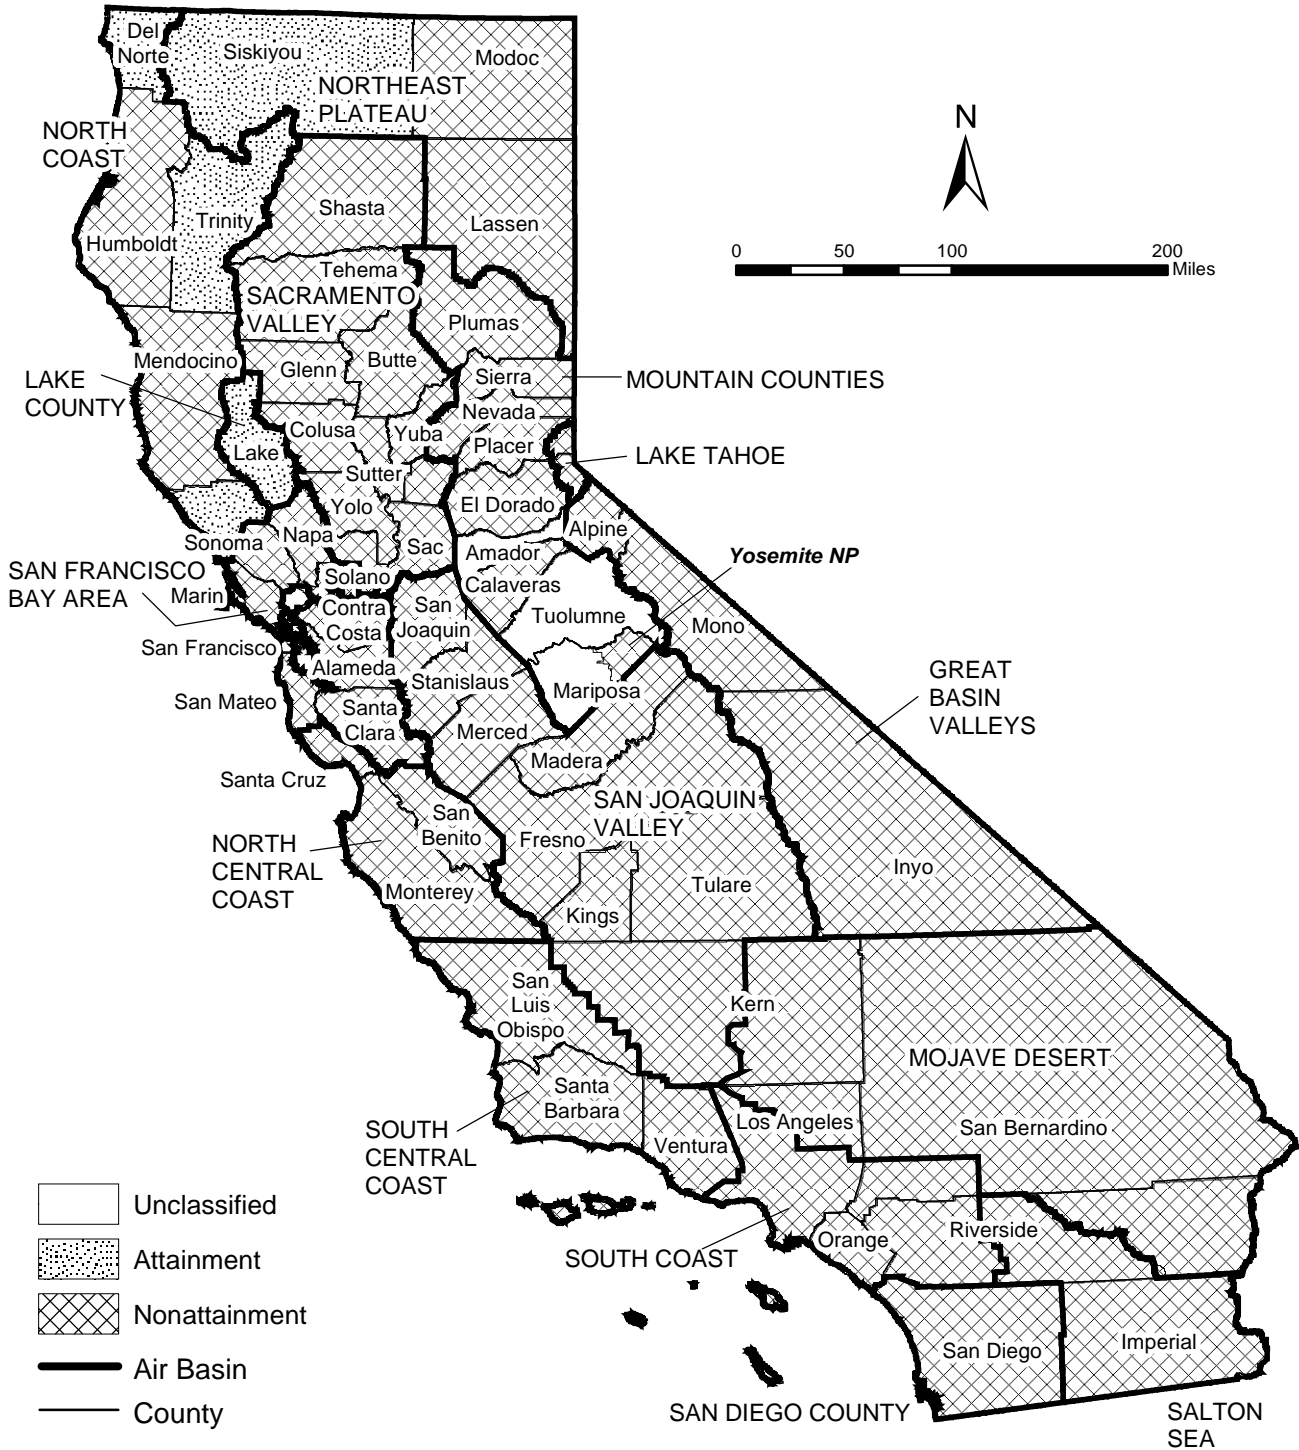 Del
Norte
Siskiyou
Modoc
NORTHEAST
PLATEAU
N
NORTH
COAST
Shasta
Trinity
Lassen
Humboldt
0
50
100
200
Miles
Tehema
SACRAMENTO
VALLEY
Plumas
Mendocino
Glenn
Butte
Sierra
MOUNTAIN COUNTIES
LAKE
COUNTY
Nevada
Colusa
Yuba
Placer
Lake
LAKE TAHOE
Sutter
Yolo
El Dorado
Alpine
Napa
Sonoma
Sac
Amador
Yosemite NP
SAN FRANCISCO
BAY AREA
Solano
Calaveras
Marin
Contra
Costa
San
Joaquin
Tuolumne
Mono
San Francisco
Alameda
Stanislaus
Mariposa
GREAT
BASIN
VALLEYS
San Mateo
Santa
Clara
Merced
Madera
Santa Cruz
SAN JOAQUIN
VALLEY
San
Benito
Fresno
NORTH
CENTRAL
COAST
Inyo
Monterey
Tulare
Kings
San
Luis
Obispo
Kern
MOJAVE DESERT
Santa
Barbara
Los Angeles
San Bernardino
SOUTH
CENTRAL
COAST
Ventura
Unclassified
Riverside
Orange
SOUTH COAST
Attainment
Nonattainment
San Diego
Imperial
Air Basin
County
SAN DIEGO COUNTY
SALTON
SEA